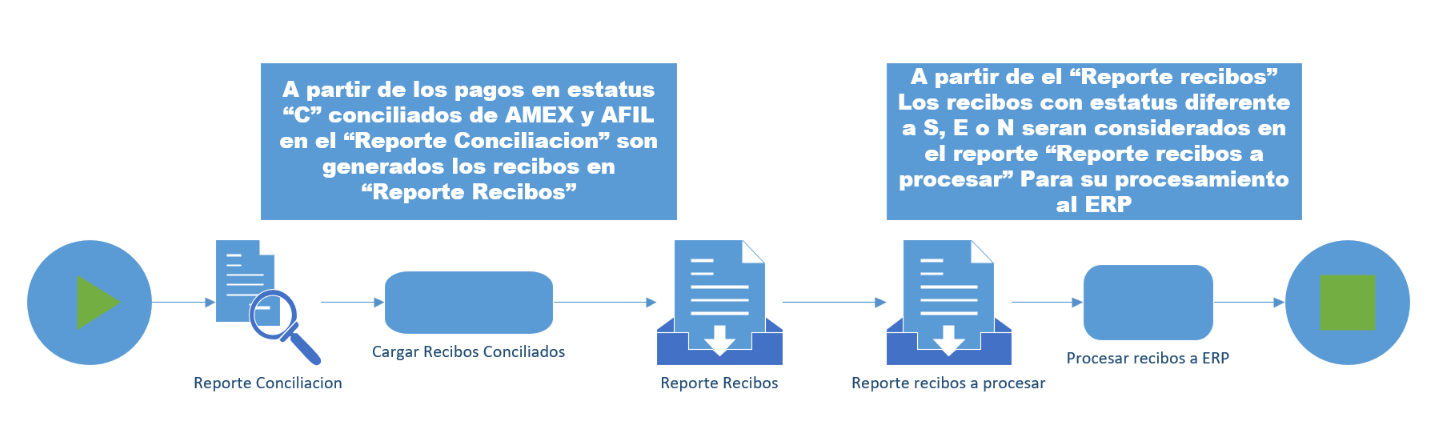 A partir de los pagos en estatus
“C” conciliados de AMEX y AFIL
en el “Reporte Conciliacion” son
generados los recibos en
“Reporte Recibos”
A partir de el “Reporte recibos”
Los recibos con estatus diferente
a S, E o N seran considerados en
el reporte “Reporte recibos a
procesar” Para su procesamiento
al ERP
Reporte Conciliacion
Cargar Recibos Conciliados
Reporte Recibos
Reporte recibos a procesar
Procesar recibos a ERP